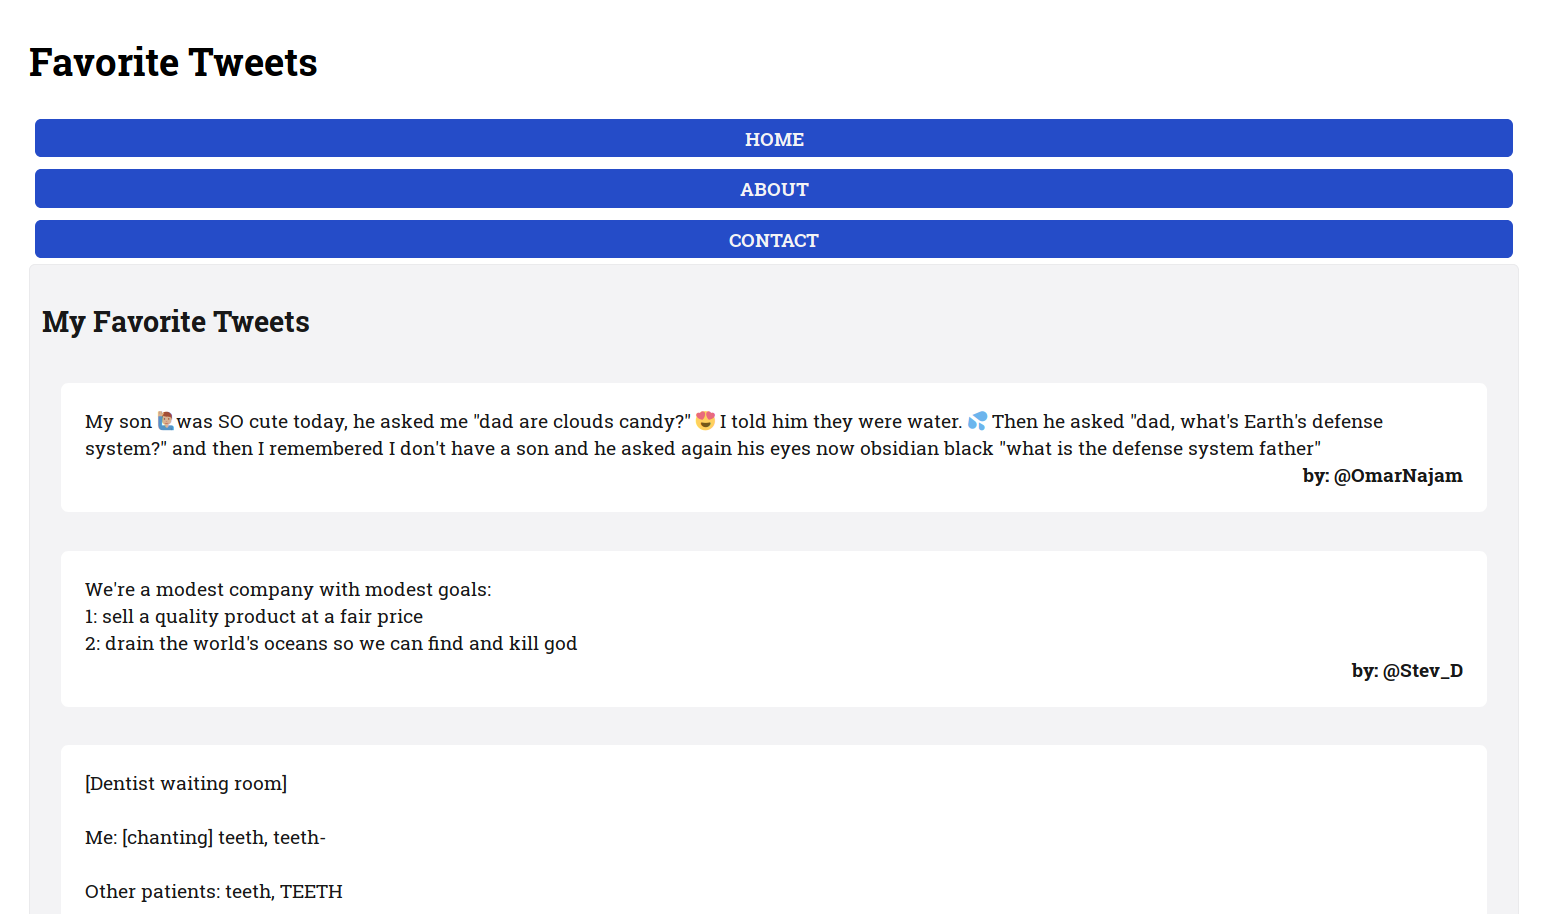 Favorite Tweets
HOME
ABOUT
CONTACT
My Favorite Tweets
My son 🙋🏽‍♂️was SO cute today, he asked me "dad are clouds candy?" 😍 I told him they were water. 💦 Then he asked "dad, what's Earth's defense
system?" and then I remembered I don't have a son and he asked again his eyes now obsidian black "what is the defense system father"
by: @OmarNajam
We're a modest company with modest goals:
1: sell a quality product at a fair price
2: drain the world's oceans so we can find and kill god
by: @Stev_D
[Dentist waiting room]
Me: [chanting] teeth, teeth-
Other patients: teeth, TEETH